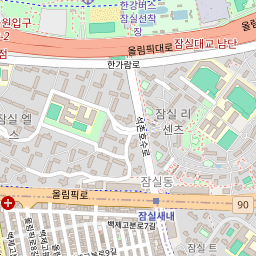 한강버스
잠실선착
장
원입구
-2
점
올림픽대로
잠실대교 남단
한가람로
잠실 엘
스
석촌호수로
잠실 리
센츠
잠실동
올림픽로
90
잠실새내
백제고분로7길
잠실 트